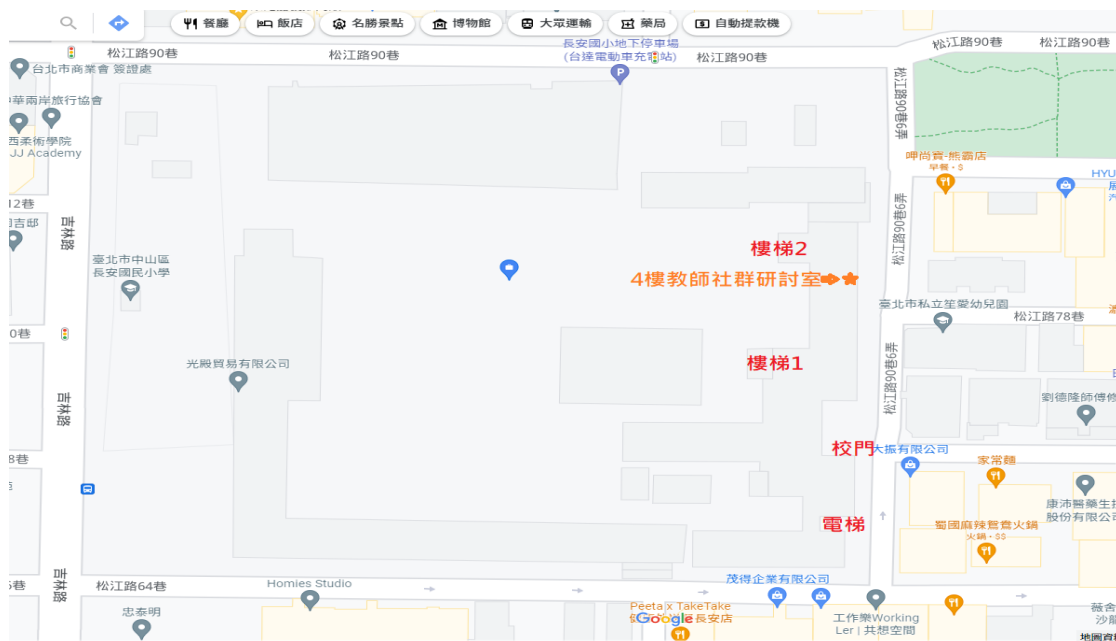 餐廳
飯店
名勝景點
博物館
大眾運輸
藥局
自動提款機
松江路90巷
松江路90巷
長安國小地下停車場
(台達電動車充電站)
松江路90巷
松江路90巷
松江路90巷
台北市商業會 簽證處
中華兩岸旅行協會
西柔術學院
JJ Academy
松江路90巷6弄
呷尚寶-熊霸店
早餐・$
HYU
12巷
吉林路
樓梯2
松江路90巷6弄
臺北市中山區
長安國民小學
4樓教師社群研討室
臺北市私立笙愛幼兒園
松江路78巷
0巷
光殿貿易有限公司
樓梯1
松江路90巷6弄
吉林路
劉德隆師傅修
校門
大振有限公司
8巷
家常麵
康沛醫藥生技
股份有限公司
電梯
蜀國麻辣鴛鴦火鍋
火鍋・$$
吉林路
松江路64巷
5巷
Homies Studio
茂得企業有限公司
忠泰明
Peeta x TakeTake
長安店
Google
工作樂Working
Ler | 共想空間
薇舍
沙龍